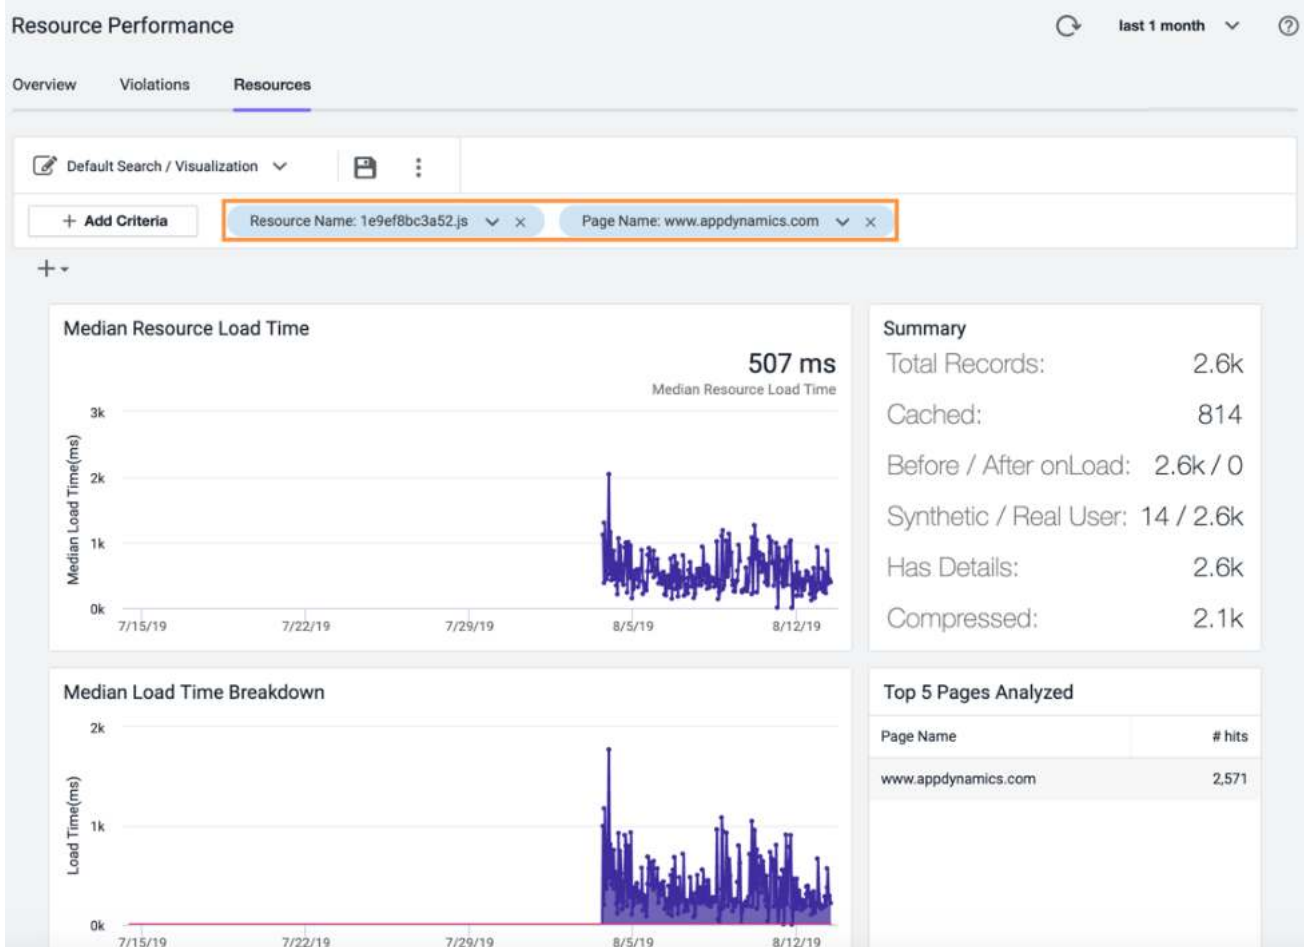 Resource Performance
last 1 month
Overview Violations Resources
Default Search / Visualization
+ Add Criteria Resource Name: 1e9ef8bc3a52.js Page Name: www.appdynamics.com
Median Resource Load Time
507 ms
Median Resource Load Time
Median Load Time(ms)
3k
2k
1k
0k
7/15/19 7/22/19 7/29/19 8/5/19 8/12/19
Summary
Total Records: 2.6k
Cached: 814
Before / After onLoad: 2.6k / 0
Synthetic / Real User: 14 / 2.6k
Has Details: 2.6k
Compressed: 2.1k
Median Load Time Breakdown
Load Time(ms)
2k
1k
0k
7/15/19 7/22/19 7/29/19 8/5/19 8/12/19
Top 5 Pages Analyzed
Page Name # hits
www.appdynamics.com 2,571